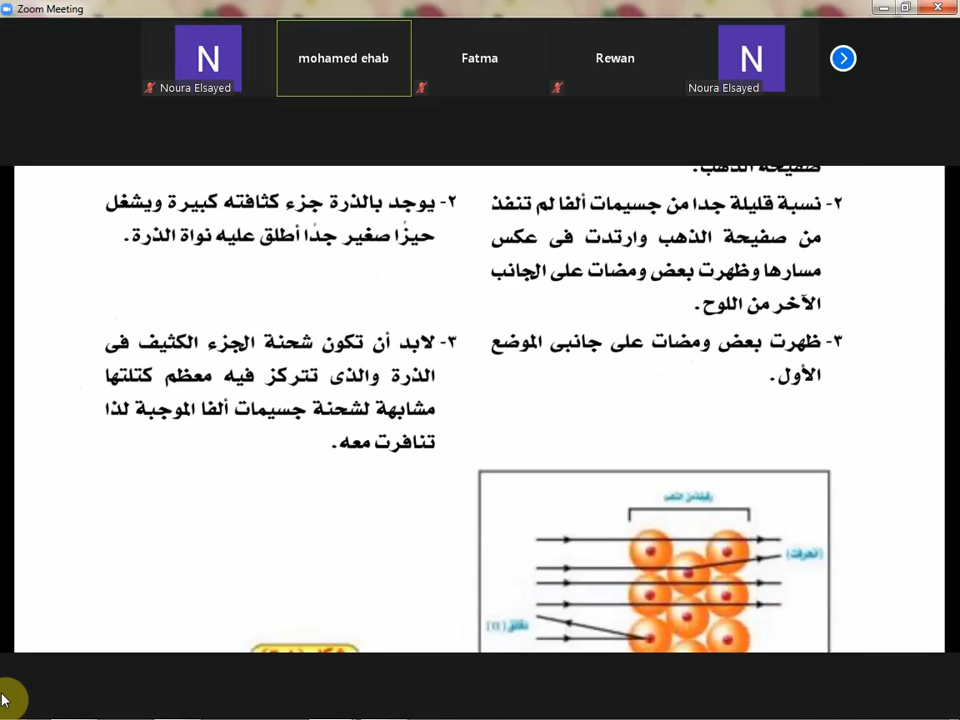 Zoom Meeting
N
Noura Elsayed
mohamed ehab
Fatma
Rewan
N
Noura Elsayed
صفيحة الذهب.
٢- نسبة قليلة جدا من جسيمات ألفا لم تنفذ
من صفيحة الذهب وارتدت فى عكس
مسارها وظهرت بعض ومضات على الجانب
الآخر من اللوح.
٢- يوجد بالذرة جزء كثافته كبيرة ويشغل
حيزًا صغير جدًا أطلق عليه نواة الذرة.
٣- ظهرت بعض ومضات على جانبى الموضع
الأول.
٣- لابد أن تكون شحنة الجزء الكثيف فى
الذرة والذى تتركز فيه معظم كتلتها
مشابهة لشحنة جسيمات ألفا الموجبة لذا
تنافرت معه.
(انحرفت)
دقائق (α)